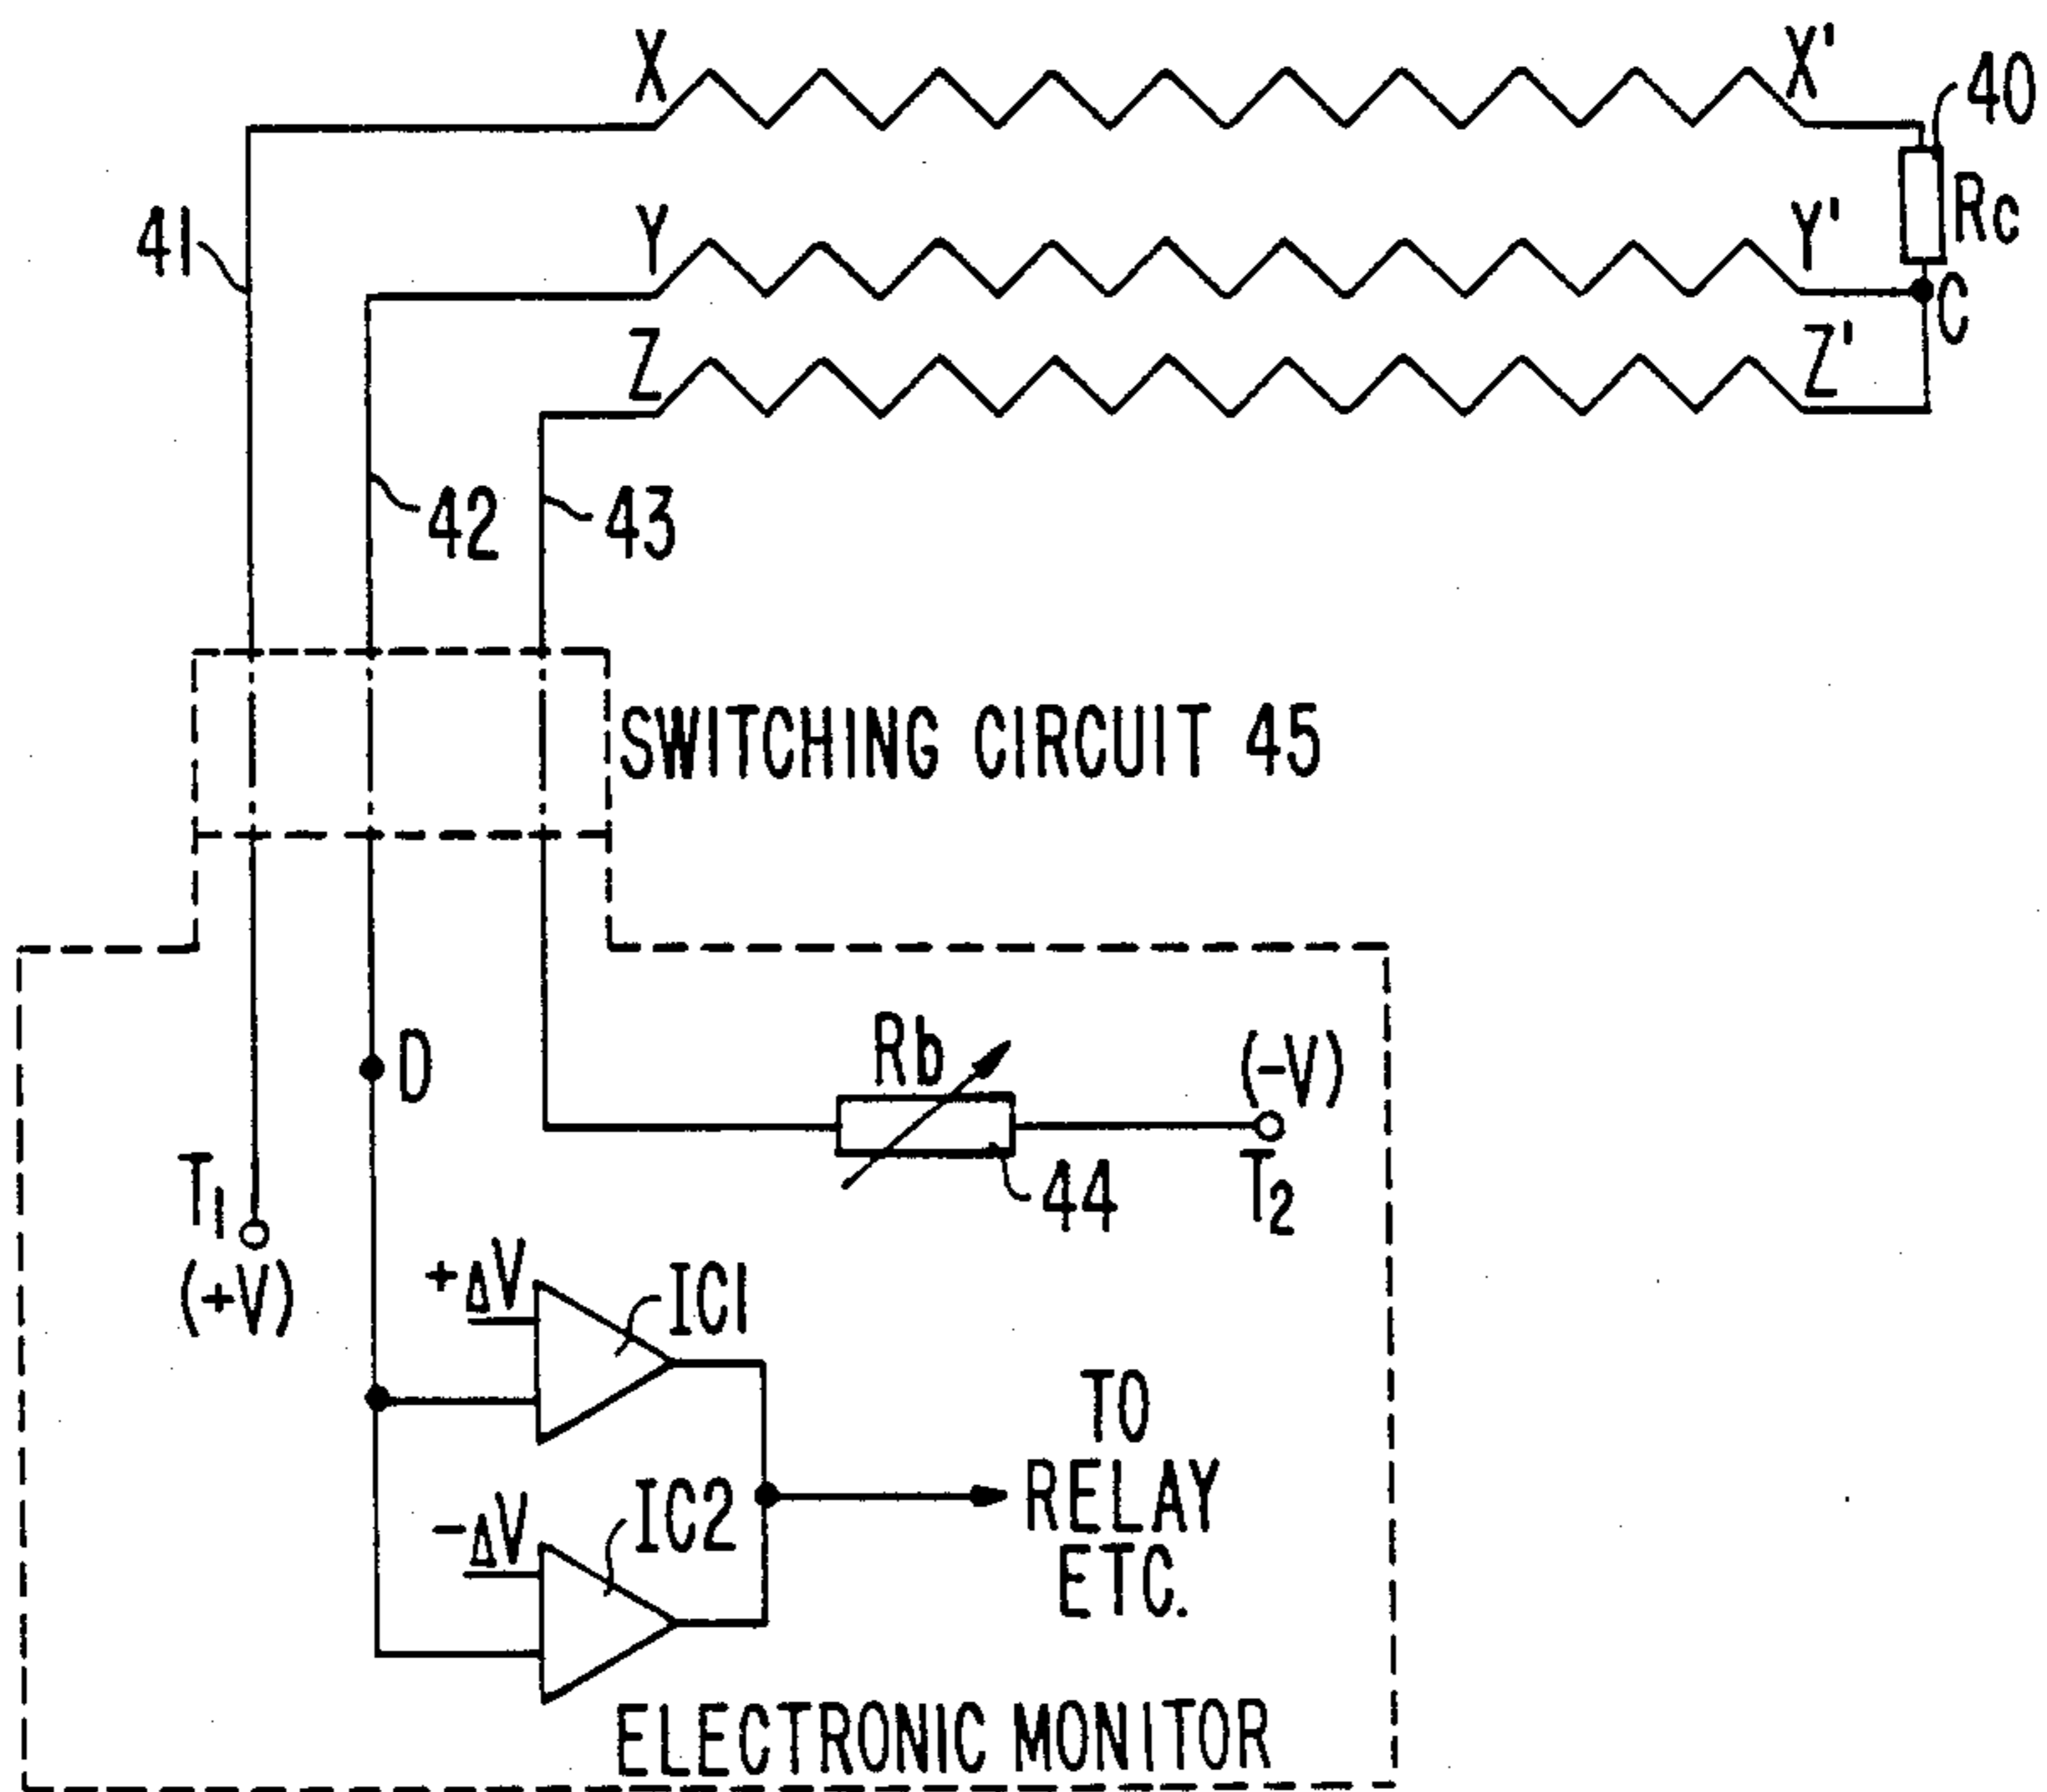 X
X'
40
Rc
41
Y
Y'
C
Z
Z'
42
43
SWITCHING CIRCUIT 45
D
Rb
(-V)
T1
T2
44
(+V)
+ΔV
IC1
TO
RELAY
ETC.
-ΔV
IC2
ELECTRONIC MONITOR